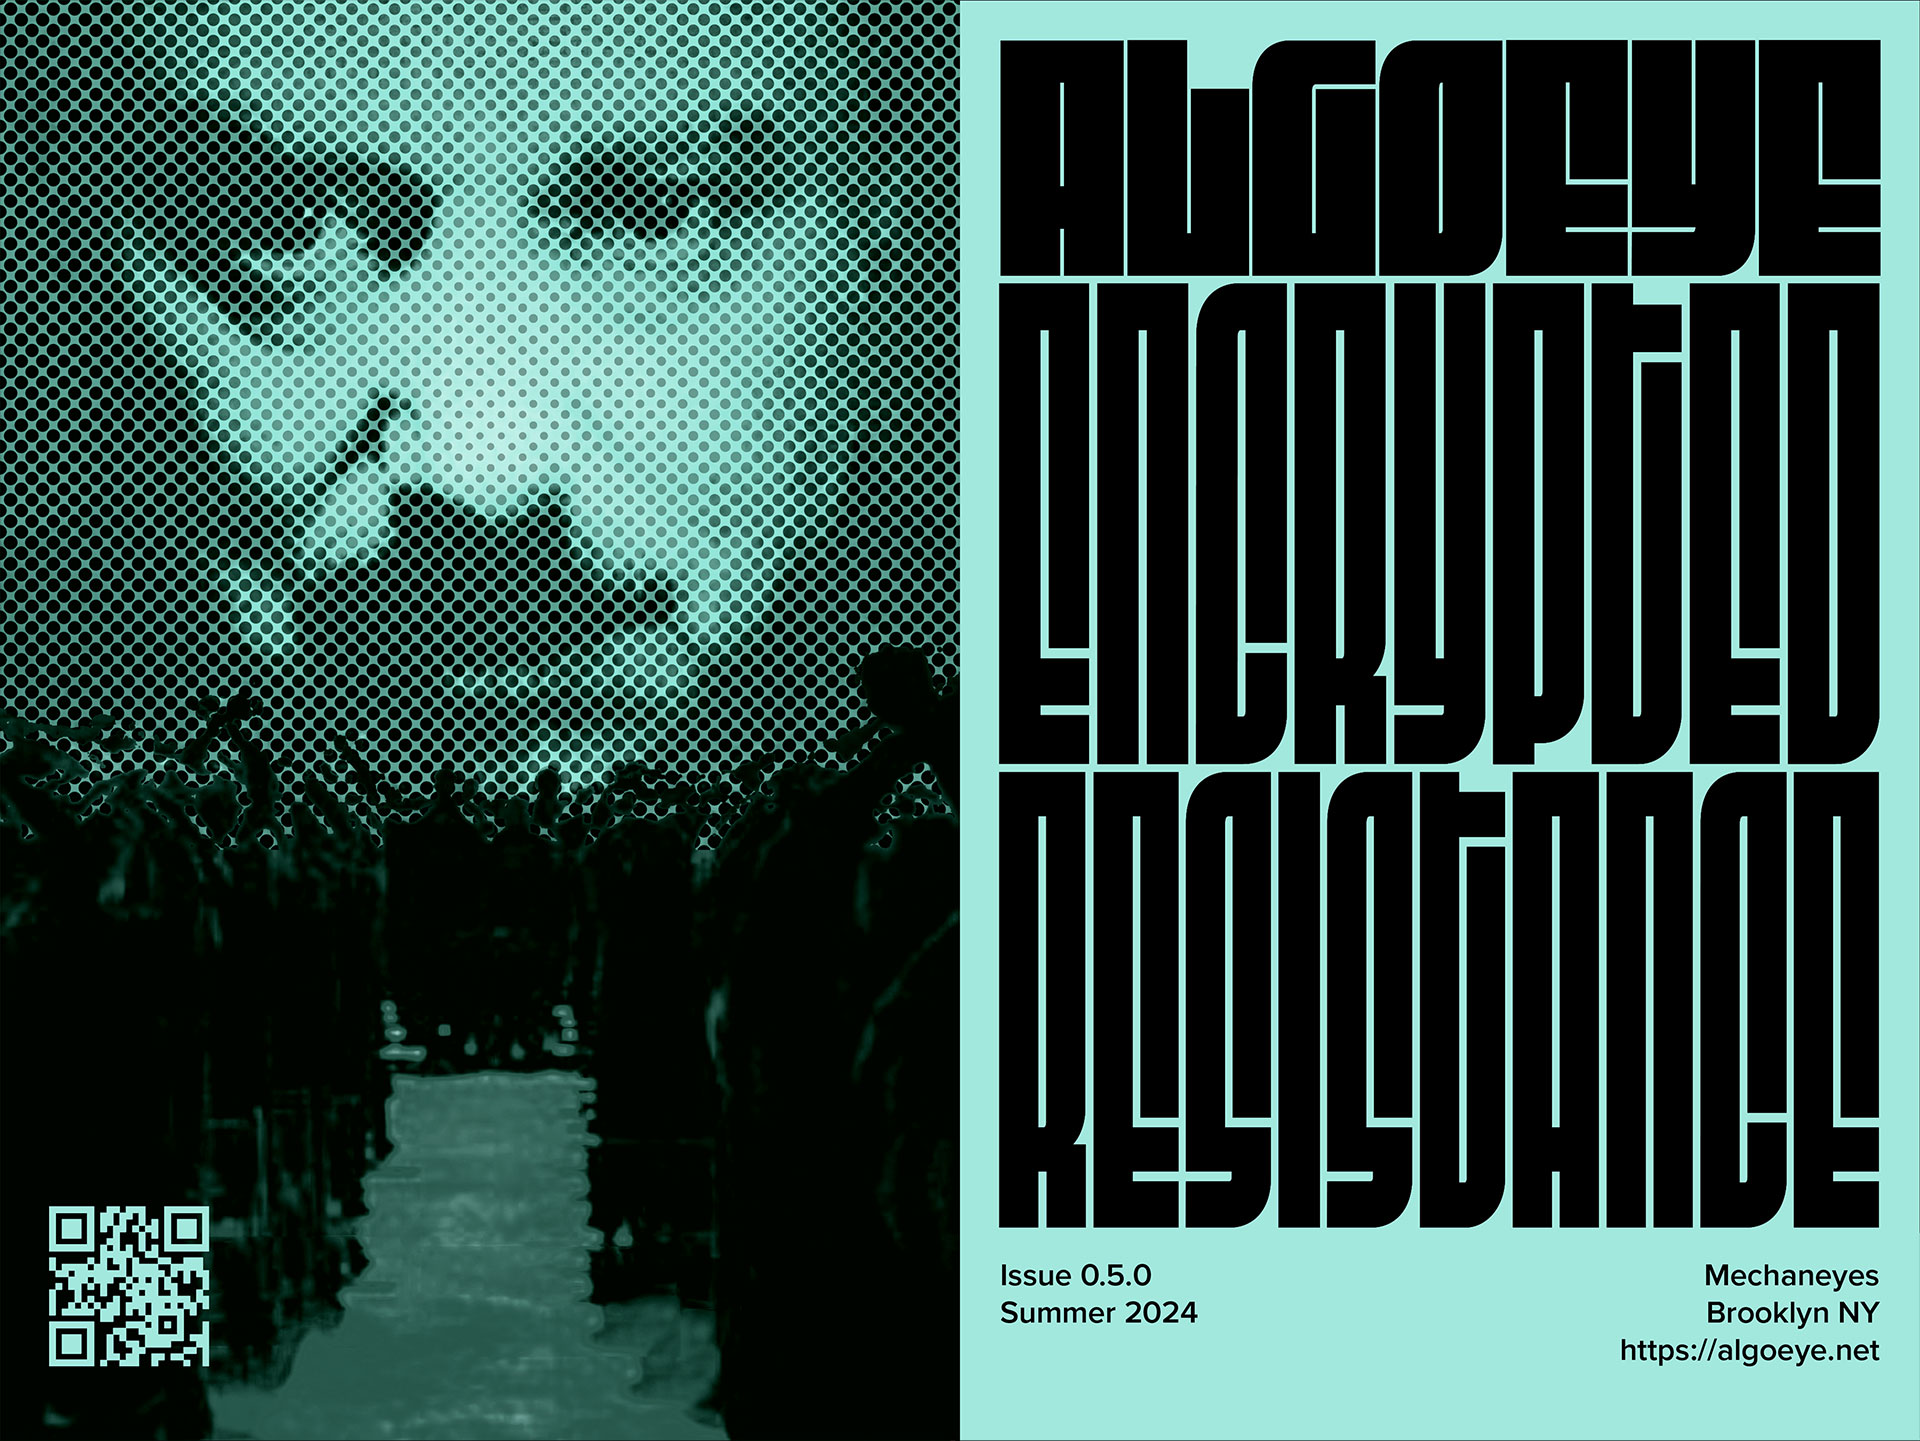 ALGOEYE
ENCRYPTED
RESISTANCE
Issue 0.5.0
Summer 2024
Mechaneyes
Brooklyn NY
https://algoeye.net